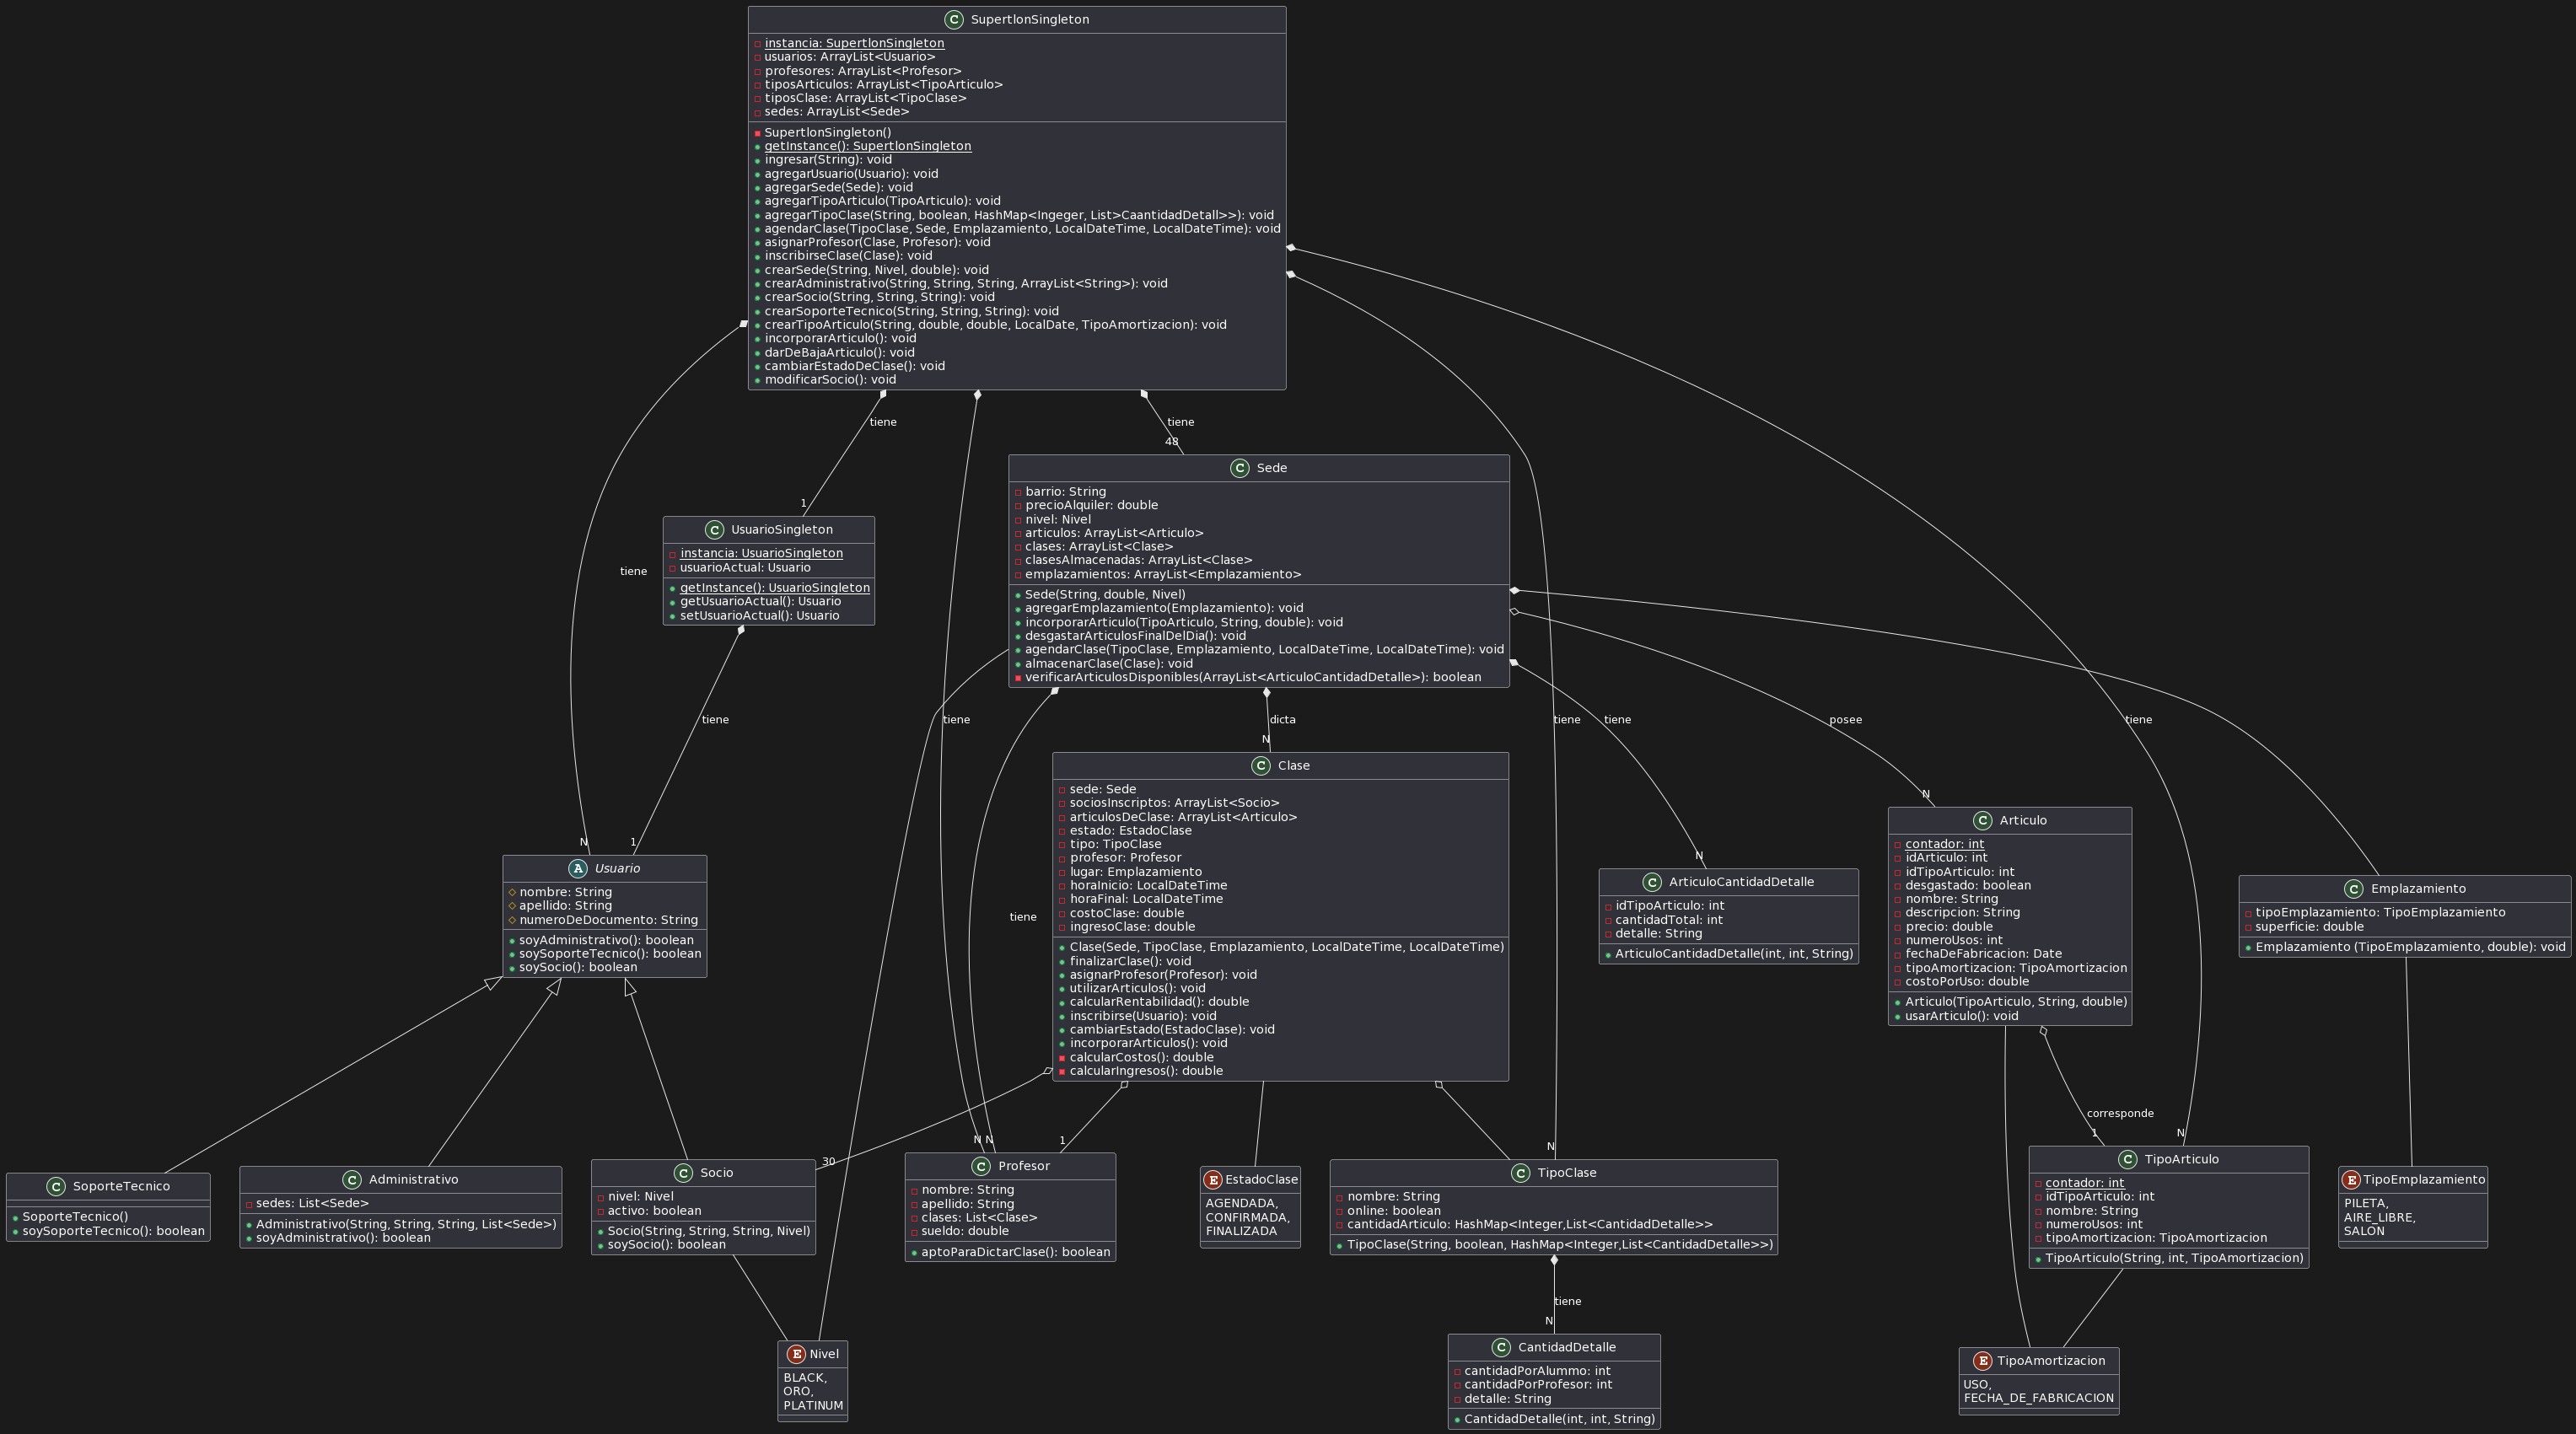 SupertlonSingleton
instancia: SupertlonSingleton
usuarios: ArrayList<Usuario>
profesores: ArrayList<Profesor>
tiposArticulos: ArrayList<TipoArticulo>
tiposClase: ArrayList<TipoClase>
sedes: ArrayList<Sede>
SupertlonSingleton()
getInstance(): SupertlonSingleton
ingresar(String): void
agregarUsuario(Usuario): void
agregarSede(Sede): void
agregarTipoArticulo(TipoArticulo): void
agregarTipoClase(String, boolean, HashMap<Ingeger, List>CaantidadDetall>>): void
agendarClase(TipoClase, Sede, Emplazamiento, LocalDateTime, LocalDateTime): void
asignarProfesor(Clase, Profesor): void
inscribirseClase(Clase): void
crearSede(String, Nivel, double): void
crearAdministrativo(String, String, String, ArrayList<String>): void
crearSocio(String, String, String): void
crearSoporteTecnico(String, String, String): void
crearTipoArticulo(String, double, double, LocalDate, TipoAmortizacion): void
incorporarArticulo(): void
darDeBajaArticulo(): void
cambiarEstadoDeClase(): void
modificarSocio(): void
tiene
tiene
48
1
Sede
barrio: String
precioAlquiler: double
nivel: Nivel
articulos: ArrayList<Articulo>
clases: ArrayList<Clase>
clasesAlmacenadas: ArrayList<Clase>
emplazamientos: ArrayList<Emplazamiento>
Sede(String, double, Nivel)
agregarEmplazamiento(Emplazamiento): void
incorporarArticulo(TipoArticulo, String, double): void
desgastarArticulosFinalDelDia(): void
agendarClase(TipoClase, Emplazamiento, LocalDateTime, LocalDateTime): void
almacenarClase(Clase): void
verificarArticulosDisponibles(ArrayList<ArticuloCantidadDetalle>): boolean
UsuarioSingleton
instancia: UsuarioSingleton
usuarioActual: Usuario
getInstance(): UsuarioSingleton
getUsuarioActual(): Usuario
setUsuarioActual(): Usuario
tiene
tiene
tiene
dicta
tiene
tiene
posee
tiene
N
N
N
N
1
tiene
Clase
sede: Sede
sociosInscriptos: ArrayList<Socio>
articulosDeClase: ArrayList<Articulo>
estado: EstadoClase
tipo: TipoClase
profesor: Profesor
lugar: Emplazamiento
horaInicio: LocalDateTime
horaFinal: LocalDateTime
costoClase: double
ingresoClase: double
Clase(Sede, TipoClase, Emplazamiento, LocalDateTime, LocalDateTime)
finalizarClase(): void
asignarProfesor(Profesor): void
utilizarArticulos(): void
calcularRentabilidad(): double
inscribirse(Usuario): void
cambiarEstado(EstadoClase): void
incorporarArticulos(): void
calcularCostos(): double
calcularIngresos(): double
Articulo
contador: int
idArticulo: int
idTipoArticulo: int
desgastado: boolean
nombre: String
descripcion: String
precio: double
numeroUsos: int
fechaDeFabricacion: Date
tipoAmortizacion: TipoAmortizacion
costoPorUso: double
Articulo(TipoArticulo, String, double)
usarArticulo(): void
Usuario
nombre: String
apellido: String
numeroDeDocumento: String
soyAdministrativo(): boolean
soySoporteTecnico(): boolean
soySocio(): boolean
ArticuloCantidadDetalle
idTipoArticulo: int
cantidadTotal: int
detalle: String
ArticuloCantidadDetalle(int, int, String)
Emplazamiento
tipoEmplazamiento: TipoEmplazamiento
superficie: double
Emplazamiento (TipoEmplazamiento, double): void
corresponde
30
N
N
1
N
1
N
SoporteTecnico
SoporteTecnico()
soySoporteTecnico(): boolean
Administrativo
sedes: List<Sede>
Administrativo(String, String, String, List<Sede>)
soyAdministrativo(): boolean
Socio
nivel: Nivel
activo: boolean
Socio(String, String, String, Nivel)
soySocio(): boolean
Profesor
nombre: String
apellido: String
clases: List<Clase>
sueldo: double
aptoParaDictarClase(): boolean
EstadoClase
AGENDADA,
CONFIRMADA,
FINALIZADA
TipoClase
nombre: String
online: boolean
cantidadArticulo: HashMap<Integer,List<CantidadDetalle>>
TipoClase(String, boolean, HashMap<Integer,List<CantidadDetalle>>)
TipoArticulo
contador: int
idTipoArticulo: int
nombre: String
numeroUsos: int
tipoAmortizacion: TipoAmortizacion
TipoArticulo(String, int, TipoAmortizacion)
TipoEmplazamiento
PILETA,
AIRE_LIBRE,
SALON
tiene
N
Nivel
BLACK,
ORO,
PLATINUM
CantidadDetalle
cantidadPorAlummo: int
cantidadPorProfesor: int
detalle: String
CantidadDetalle(int, int, String)
TipoAmortizacion
USO,
FECHA_DE_FABRICACION